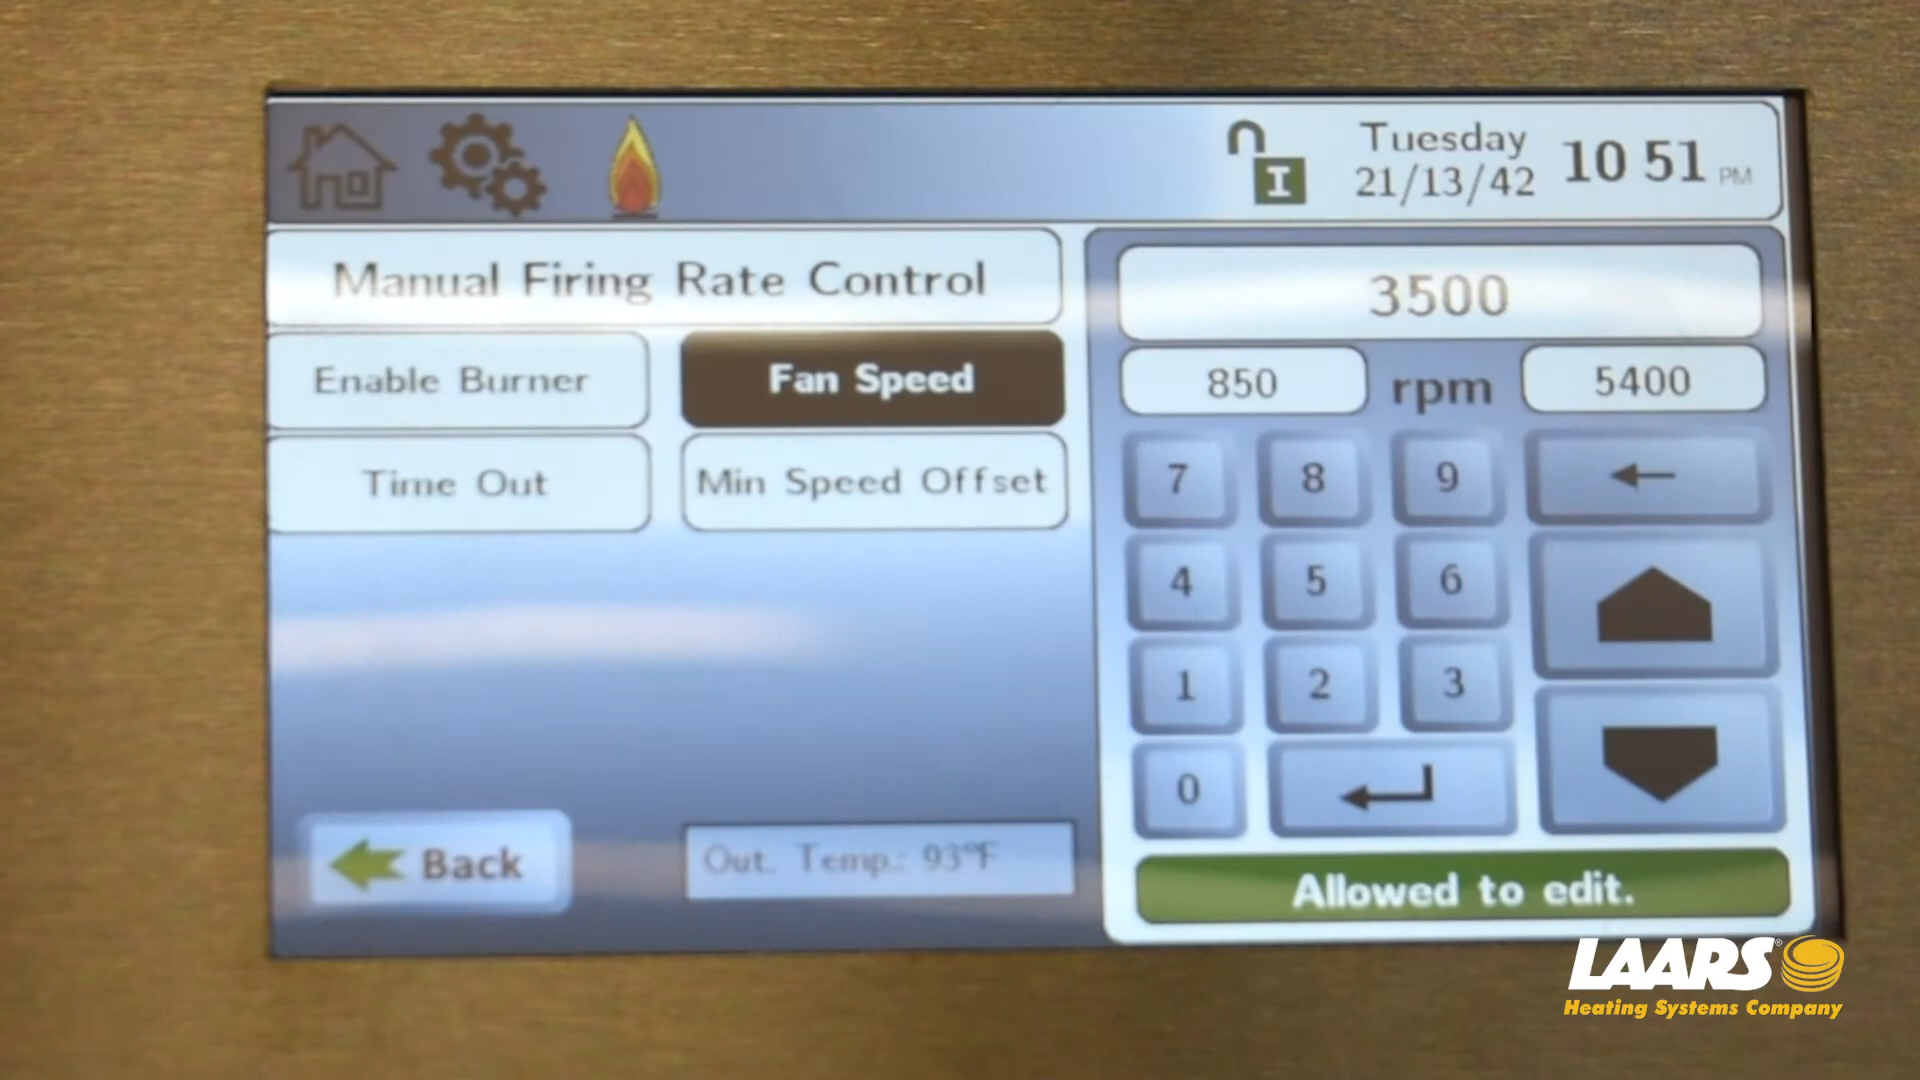 I
Tuesday
21/13/42
10 51 PM
Manual Firing Rate Control
Enable Burner
Fan Speed
Time Out
Min Speed Offset
Back
Out. Temp.: 93°F
3500
850 rpm 5400
7 8 9
4 5 6
1 2 3
0
Allowed to edit.
LAARS®
Heating Systems Company